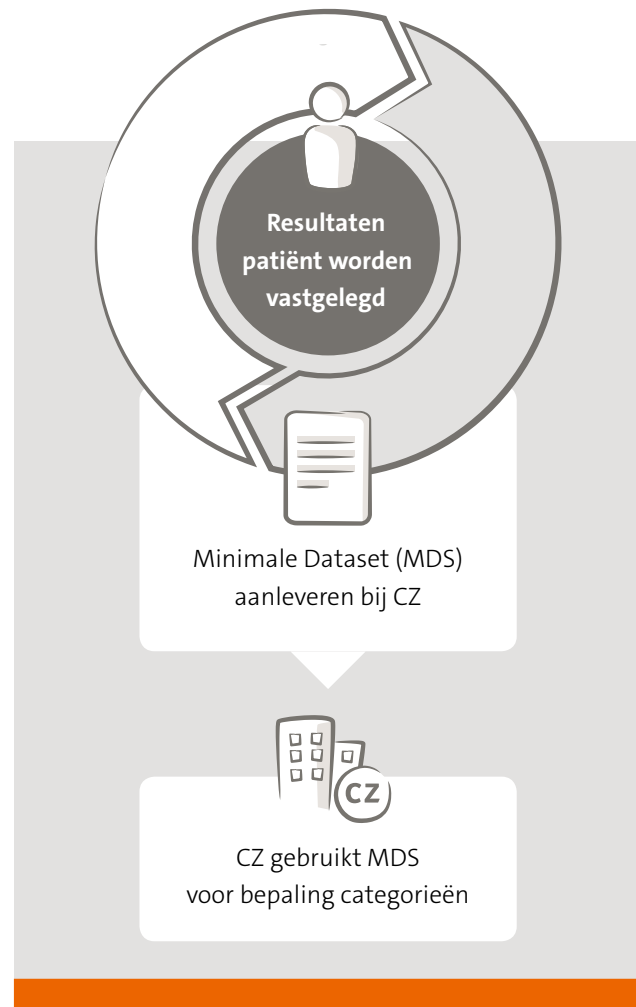 Resultaten
patiënt worden
vastgelegd
Minimale Dataset (MDS)
aanleveren bij CZ
CZ
CZ gebruikt MDS
voor bepaling categorieën